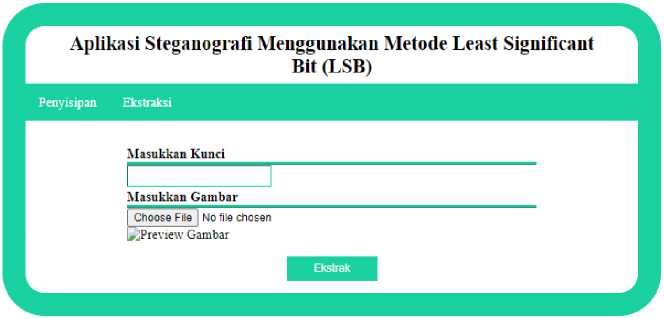 Aplikasi Steganografi Menggunakan Metode Least Significant
Bit (LSB)
Penyisipan Ekstraksi
Masukkan Kunci
Masukkan Gambar
Choose File No file chosen
Preview Gambar
Ekstrak